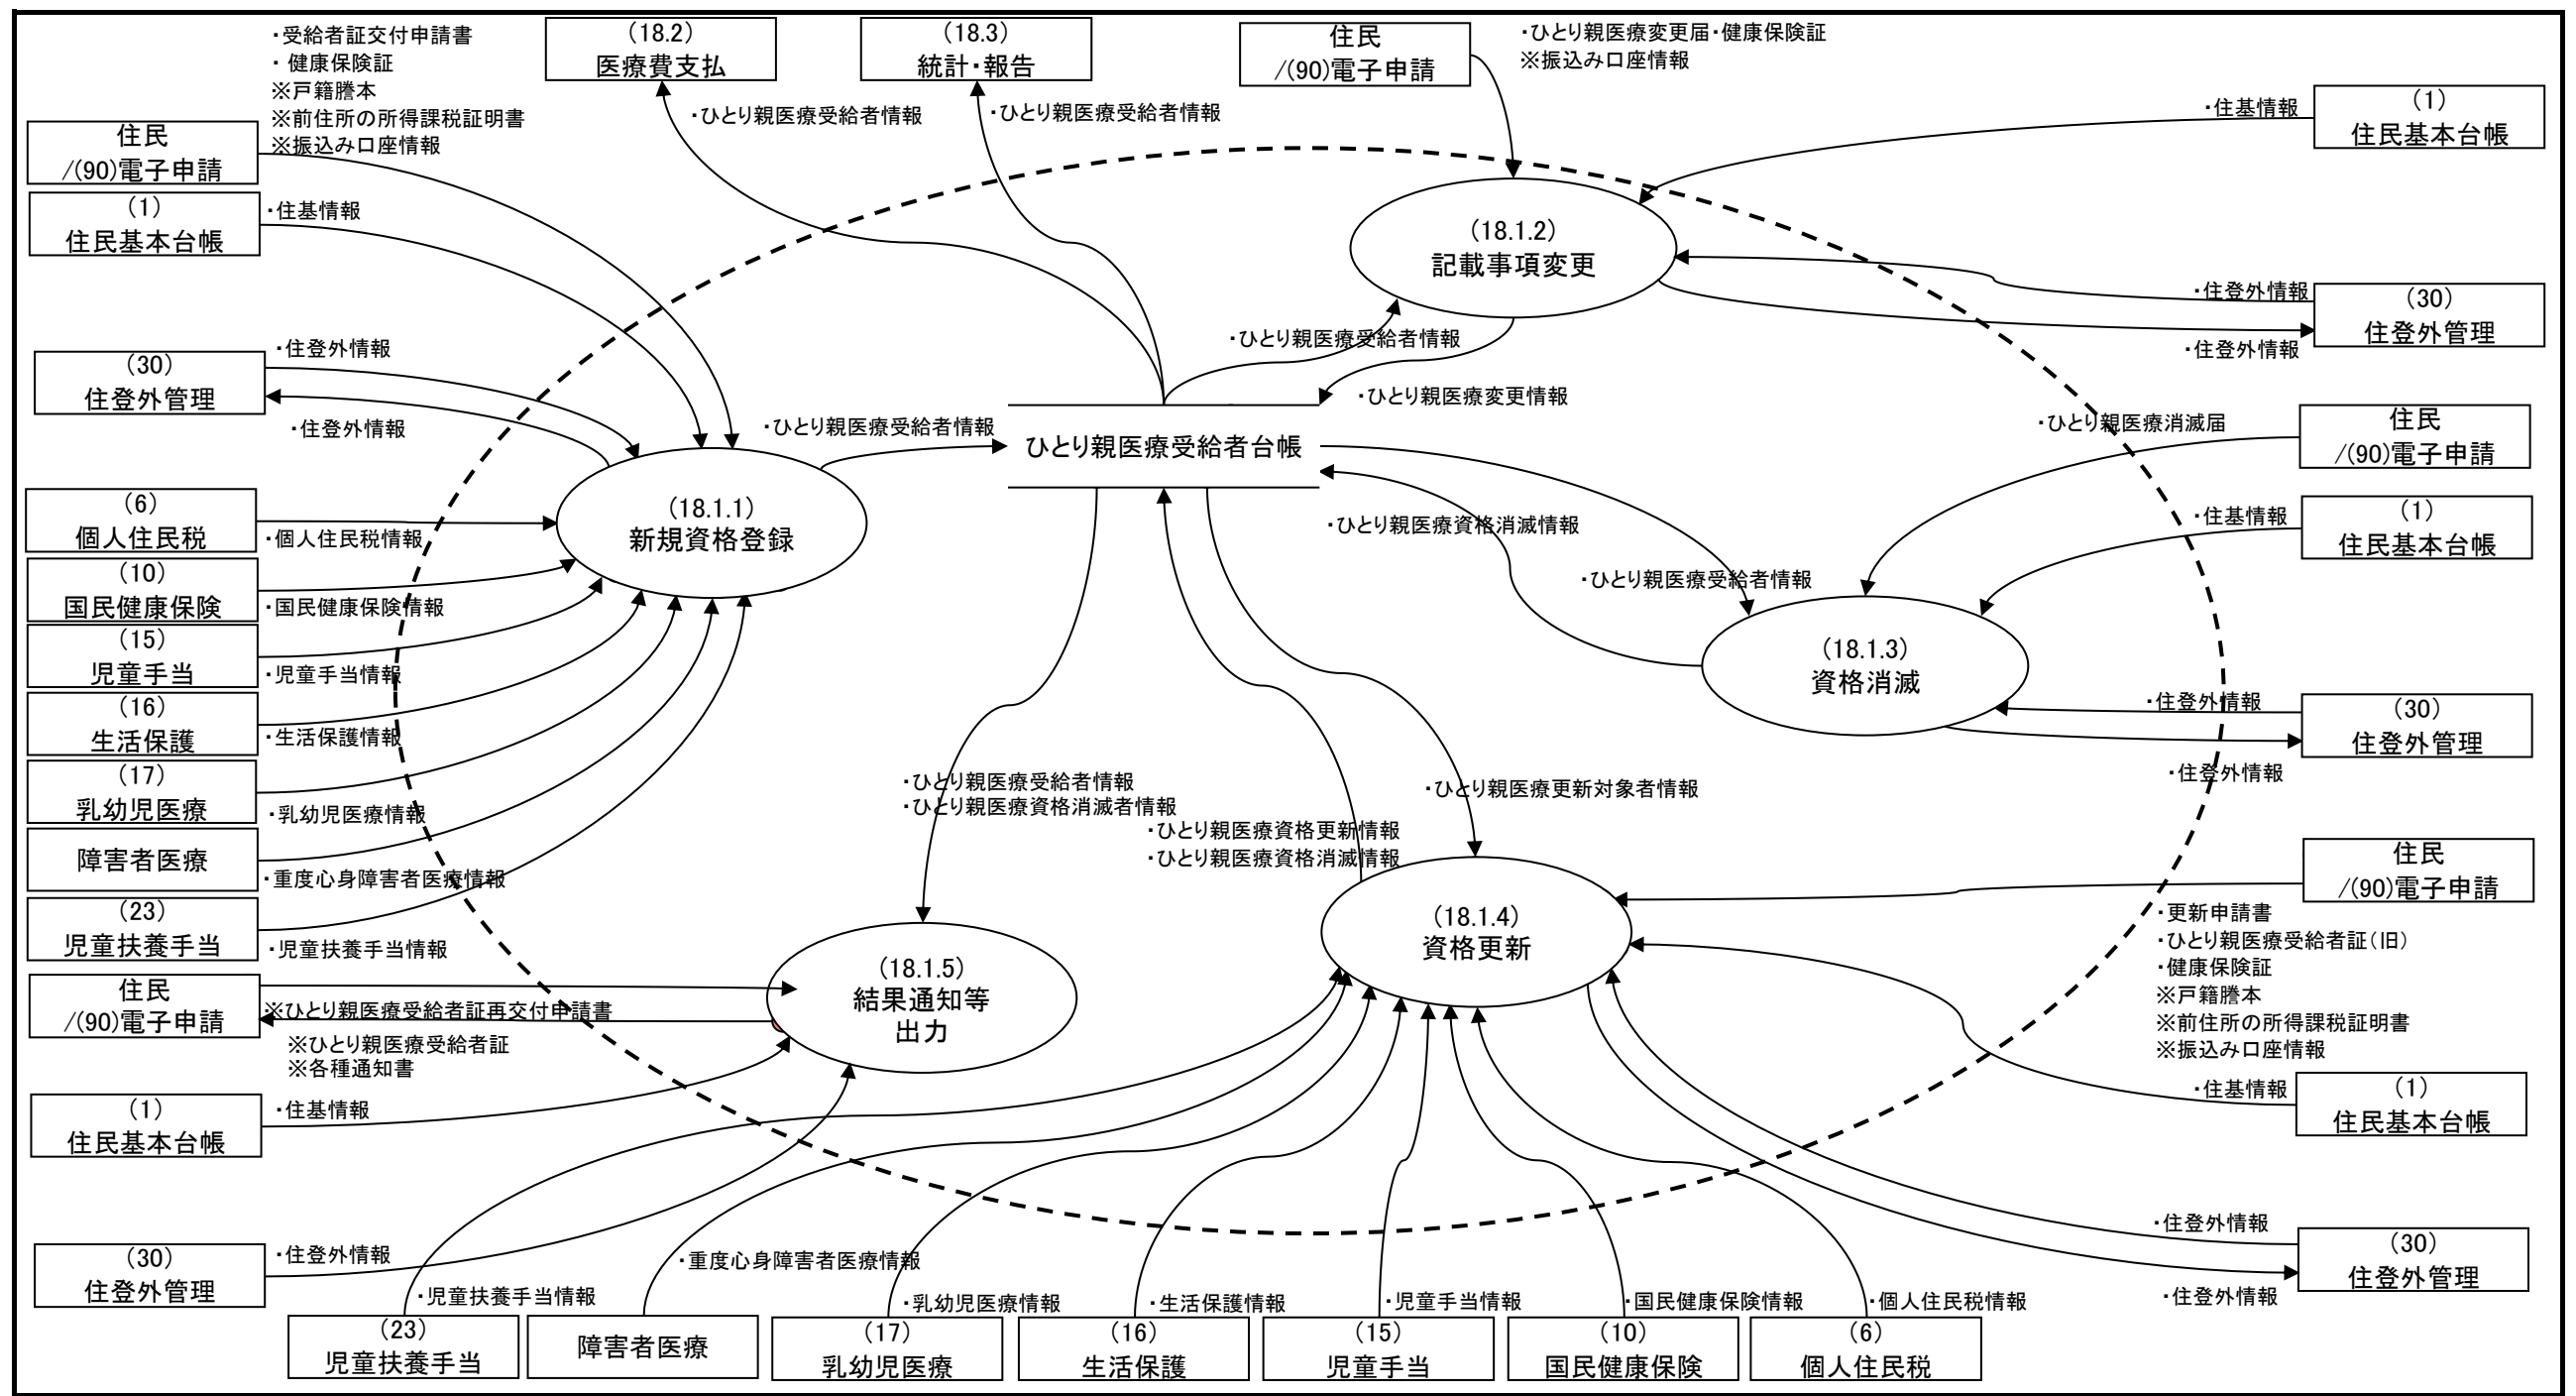 ・受給者証交付申請書
・ 健康保険証
※戸籍謄本
※前住所の所得課税証明書
※振込み口座情報
(18.2)
医療費支払
・ひとり親医療受給者情報
(18.3)
統計・報告
・ひとり親医療受給者情報
住民
/(90)電子申請
・ひとり親医療変更届・健康保険証
※振込み口座情報
・住基情報
(1)
住民基本台帳
住民
/(90)電子申請
(1)
住民基本台帳
・住基情報
(18.1.2)
記載事項変更
・住登外情報
(30)
住登外管理
・住登外情報
(30)
住登外管理
・住登外情報
・住登外情報
・ひとり親医療受給者情報
・ひとり親医療変更情報
・ひとり親医療受給者情報
ひとり親医療受給者台帳
・ひとり親医療消滅届
住民
/(90)電子申請
(6)
個人住民税
・個人住民税情報
(18.1.1)
新規資格登録
・ひとり親医療資格消滅情報
・住基情報
(1)
住民基本台帳
(10)
国民健康保険
・国民健康保険情報
・ひとり親医療受給者情報
(15)
児童手当
・児童手当情報
(18.1.3)
資格消滅
(16)
生活保護
・生活保護情報
・住登外情報
(30)
住登外管理
・住登外情報
(17)
乳幼児医療
・乳幼児医療情報
・ひとり親医療受給者情報
・ひとり親医療資格消滅者情報
・ひとり親医療更新対象者情報
・ひとり親医療資格更新情報
・ひとり親医療資格消滅情報
障害者医療
・重度心身障害者医療情報
住民
/(90)電子申請
(23)
児童扶養手当
・児童扶養手当情報
(18.1.4)
資格更新
・更新申請書
・ひとり親医療受給者証(旧)
・健康保険証
※戸籍謄本
※前住所の所得課税証明書
※振込み口座情報
住民
/(90)電子申請
※ひとり親医療受給者証再交付申請書
※ひとり親医療受給者証
※各種通知書
(18.1.5)
結果通知等
出力
(1)
住民基本台帳
・住基情報
・住基情報
(1)
住民基本台帳
(30)
住登外管理
・住登外情報
・住登外情報
(30)
住登外管理
・住登外情報
・児童扶養手当情報
・重度心身障害者医療情報
・乳幼児医療情報
・生活保護情報
・児童手当情報
・国民健康保険情報
・個人住民税情報
(23)
児童扶養手当
障害者医療
(17)
乳幼児医療
(16)
生活保護
(15)
児童手当
(10)
国民健康保険
(6)
個人住民税